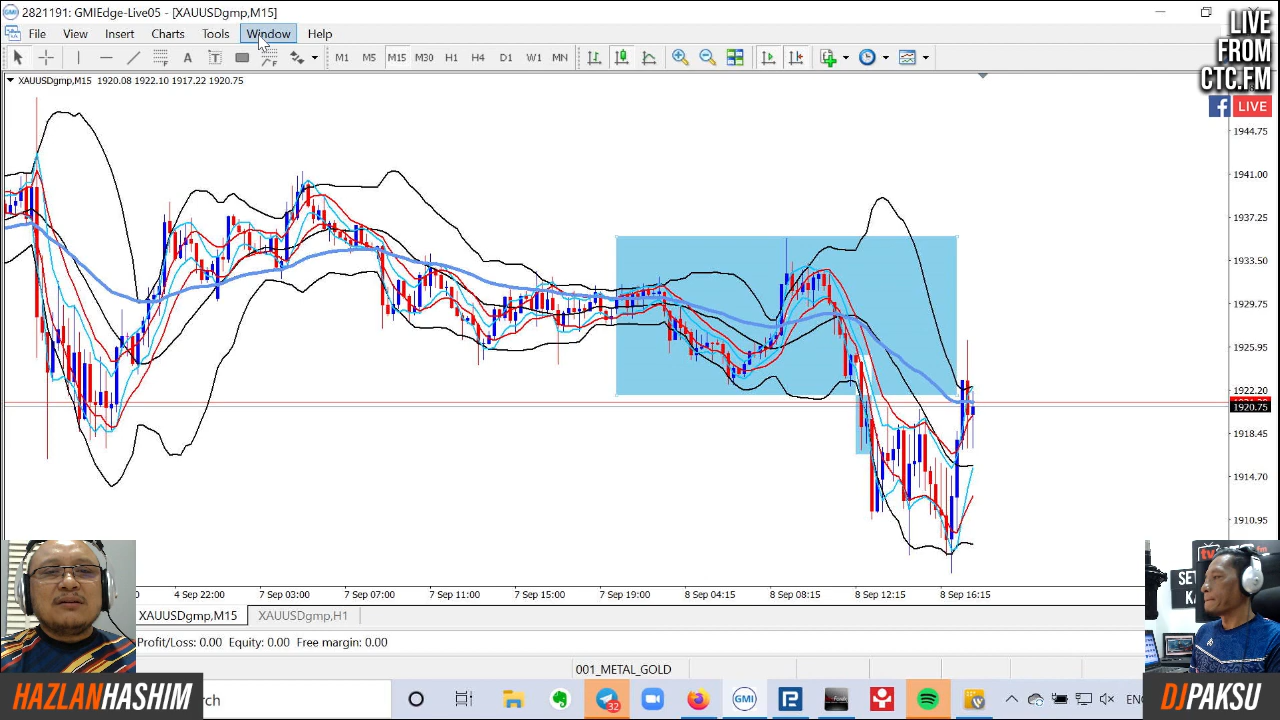 2821191: GMIEdge-Live05 - [XAUUSDgmp,M15]
File View Insert Charts Tools Window Help
A T M1 M5 M15 M30 H1 H4 D1 W1 MN
LIVE
FROM
CTC.FM
f LIVE
XAUUSDgmp,M15 1920.08 1922.10 1917.22 1920.75
1944.75
1941.00
1937.25
1933.50
1929.75
1925.95
1922.20
1920.75
1918.45
1914.70
1910.95
4 Sep 22:00 7 Sep 03:00 7 Sep 07:00 7 Sep 11:00 7 Sep 15:00 7 Sep 19:00 8 Sep 04:15 8 Sep 08:15 8 Sep 12:15 8 Sep 16:15
XAUUSDgmp,M15 XAUUSDgmp,H1
Profit/Loss: 0.00 Equity: 0.00 Free margin: 0.00
001_METAL_GOLD
32 GMI
HAZLANHASHIM
DJPAKSU